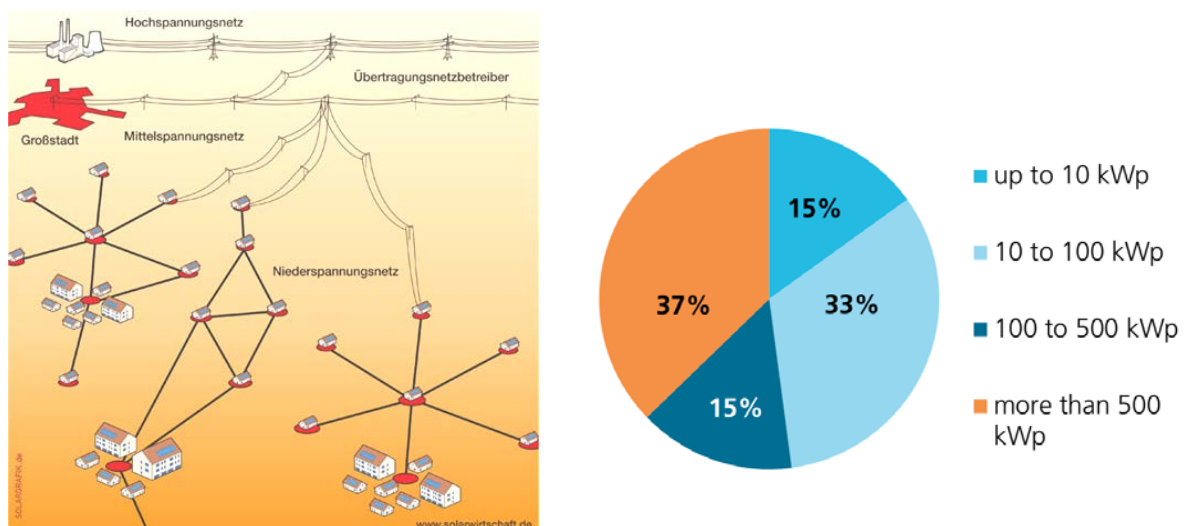 Hochspannungsnetz
Übertragungsnetzbetreiber
Großstadt
Mittelspannungsnetz
Niederspannungsnetz
SOLARGRAFIK.de
www.solarwirtschaft.de
15%
33%
15%
37%
up to 10 kWp
10 to 100 kWp
100 to 500 kWp
more than 500
kWp